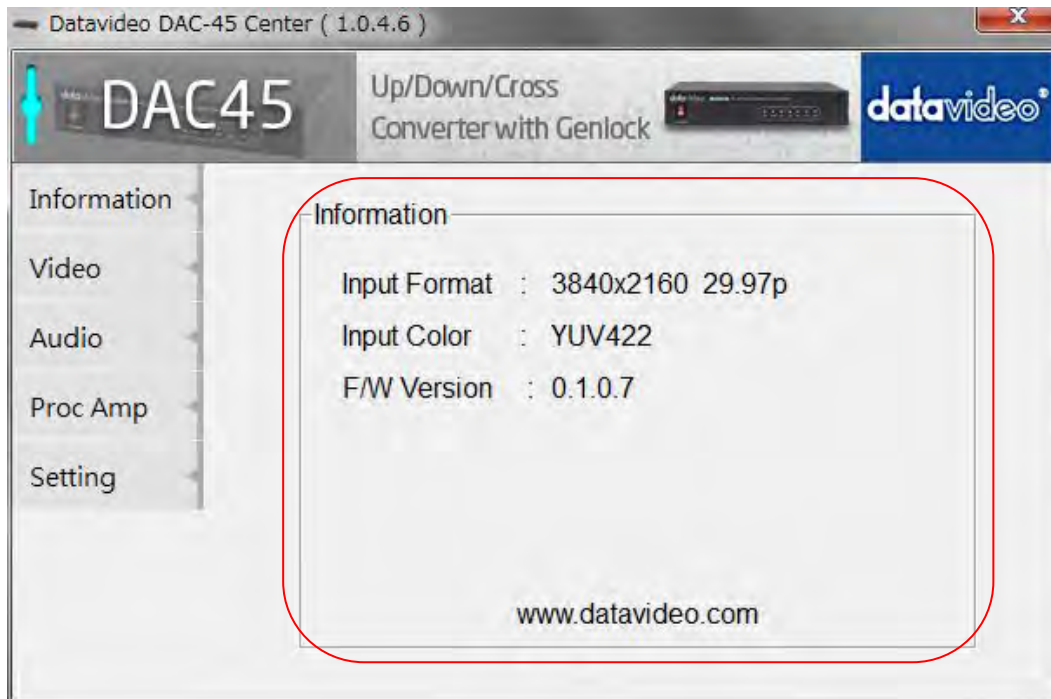 Datavideo DAC-45 Center ( 1.0.4.6 )
DAC45
Up/Down/Cross
Converter with Genlock
datavideo®
Information
Video
Audio
Proc Amp
Setting
Information
Input Format : 3840x2160 29.97p
Input Color : YUV422
F/W Version : 0.1.0.7
www.datavideo.com